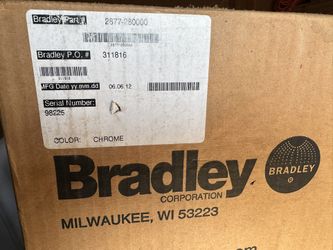 Bradley Part # 2877-280000
Bradley P.O. # 311816
MFG Date yy.mm.dd 06.06.12
Serial Number:
98225
COLOR: CHROME
Bradley
CORPORATION
BRADLEY
MILWAUKEE, WI 53223